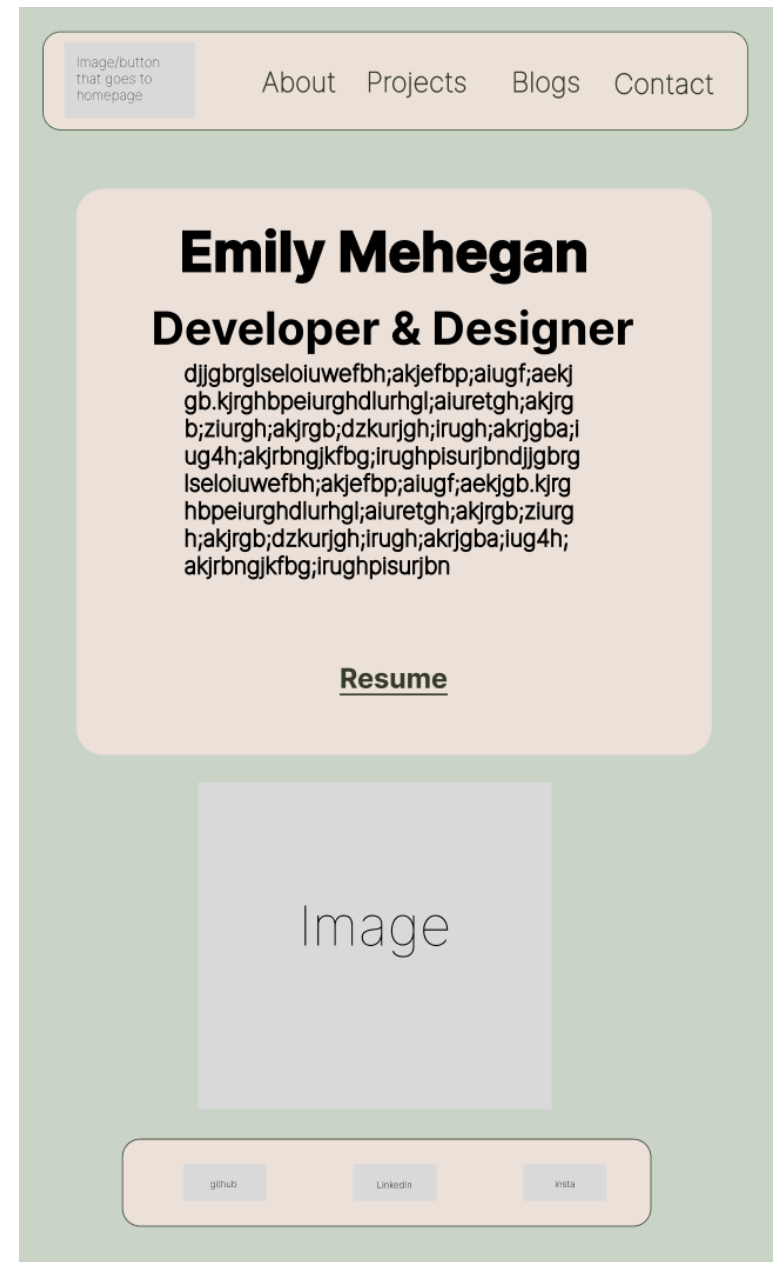 Image/button
that goes to
homepage
About Projects Blogs Contact
Emily Mehegan
Developer & Designer
djjgbrglseloiuwefbh;akjefbp;aiugf;aekj
gb.kjrghbpeiurghdlurhgl;aiuretgh;akjrg
b;ziurgh;akjrgb;dzkurjgh;irugh;akrjgba;i
ug4h;akjrbngjkfbg;irughpisurjbndjjgbrg
lseloiuwefbh;akjefbp;aiugf;aekjgb.kjrg
hbpeiurghdlurhgl;aiuretgh;akjrgb;ziurg
h;akjrgb;dzkurjgh;irugh;akrjgba;iug4h;
akjrbngjkfbg;irughpisurjbn
Resume
Image
github LinkedIn insta